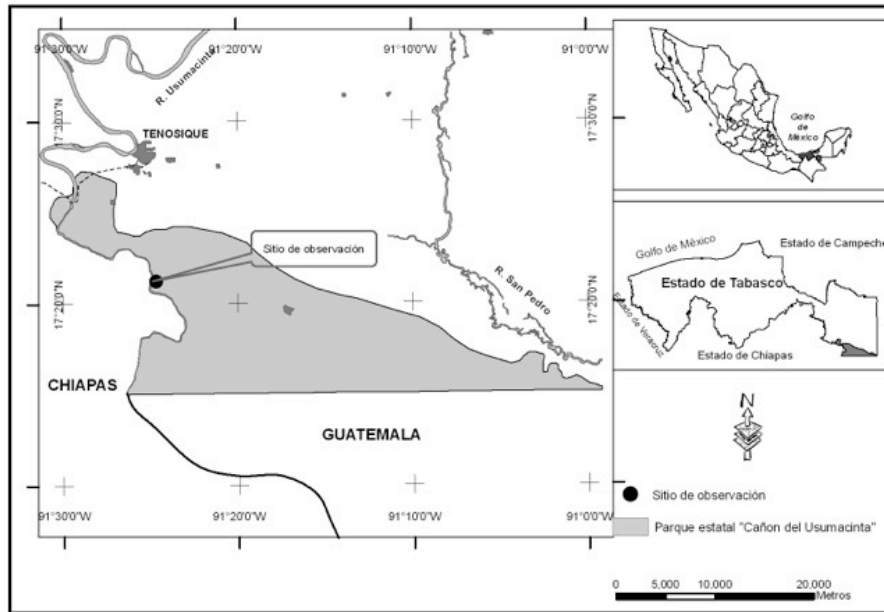 91°30'0"W
91°20'0"W
91°10'0"W
91°0'0"W
R. Usumacinta
17°30'0"N
TENOSIQUE
17°30'0"N
Sitio de observación
R. San Pedro
17°20'0"N
17°20'0"N
CHIAPAS
GUATEMALA
91°30'0"W
91°20'0"W
91°10'0"W
91°0'0"W
Golfo
de
México
Golfo de México
Estado de Campeche
Estado de Tabasco
Estado de Veracruz
Estado de Chiapas
N
Sitio de observación
Parque estatal "Cañon del Usumacinta"
0 5,000 10,000 20,000
Metros